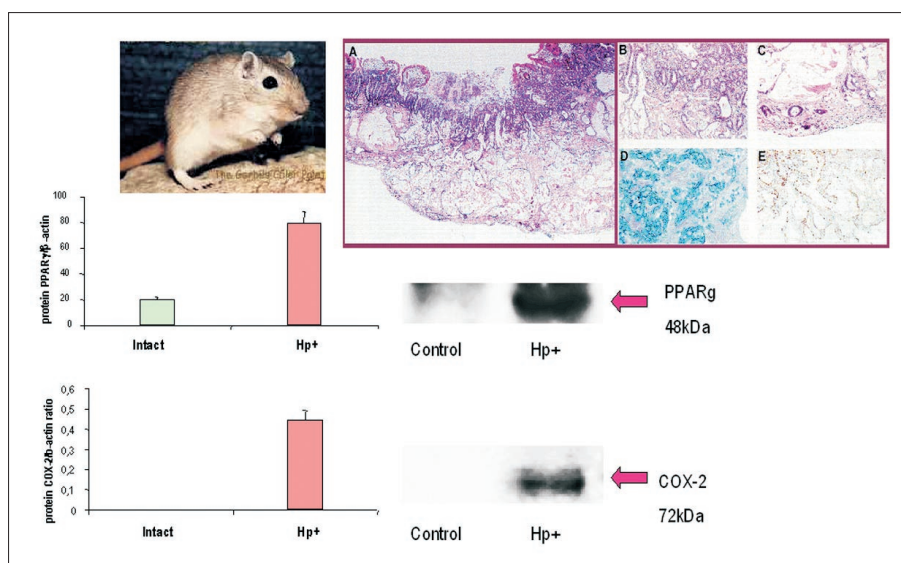 The Gerbils Color Palet
A
B
C
D
E
protein PPARγ/β -actin
100
80
60
40
20
0
Intact
Hp+
Control
Hp+
PPARg
48kDa
protein COX-2/b-actin ratio
0,6
0,5
0,4
0,3
0,2
0,1
0
Intact
Hp+
Control
Hp+
COX-2
72kDa